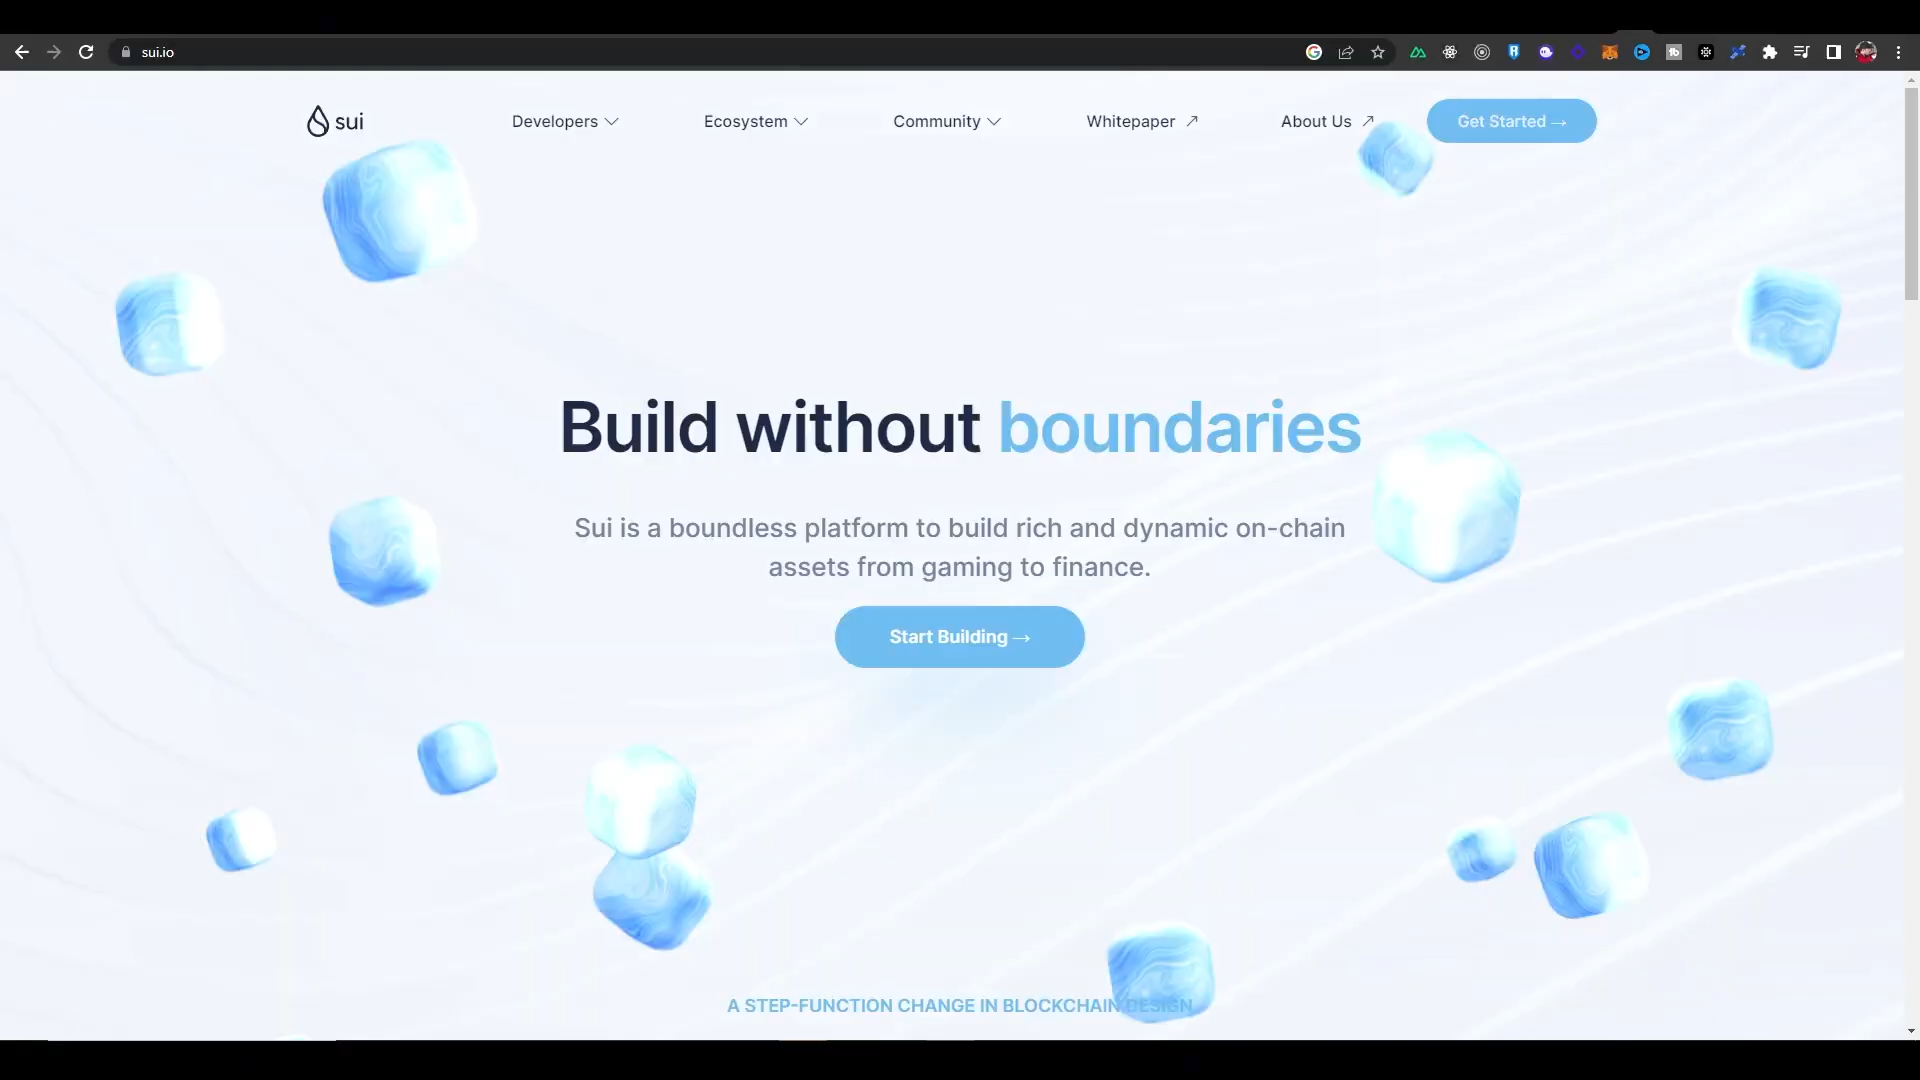 sui.io
sui
Developers
Ecosystem
Community
Whitepaper ↗
About Us ↗
Get Started →
Build without boundaries
Sui is a boundless platform to build rich and dynamic on-chain
assets from gaming to finance.
Start Building →
A STEP-FUNCTION CHANGE IN BLOCKCHAIN DESIGN